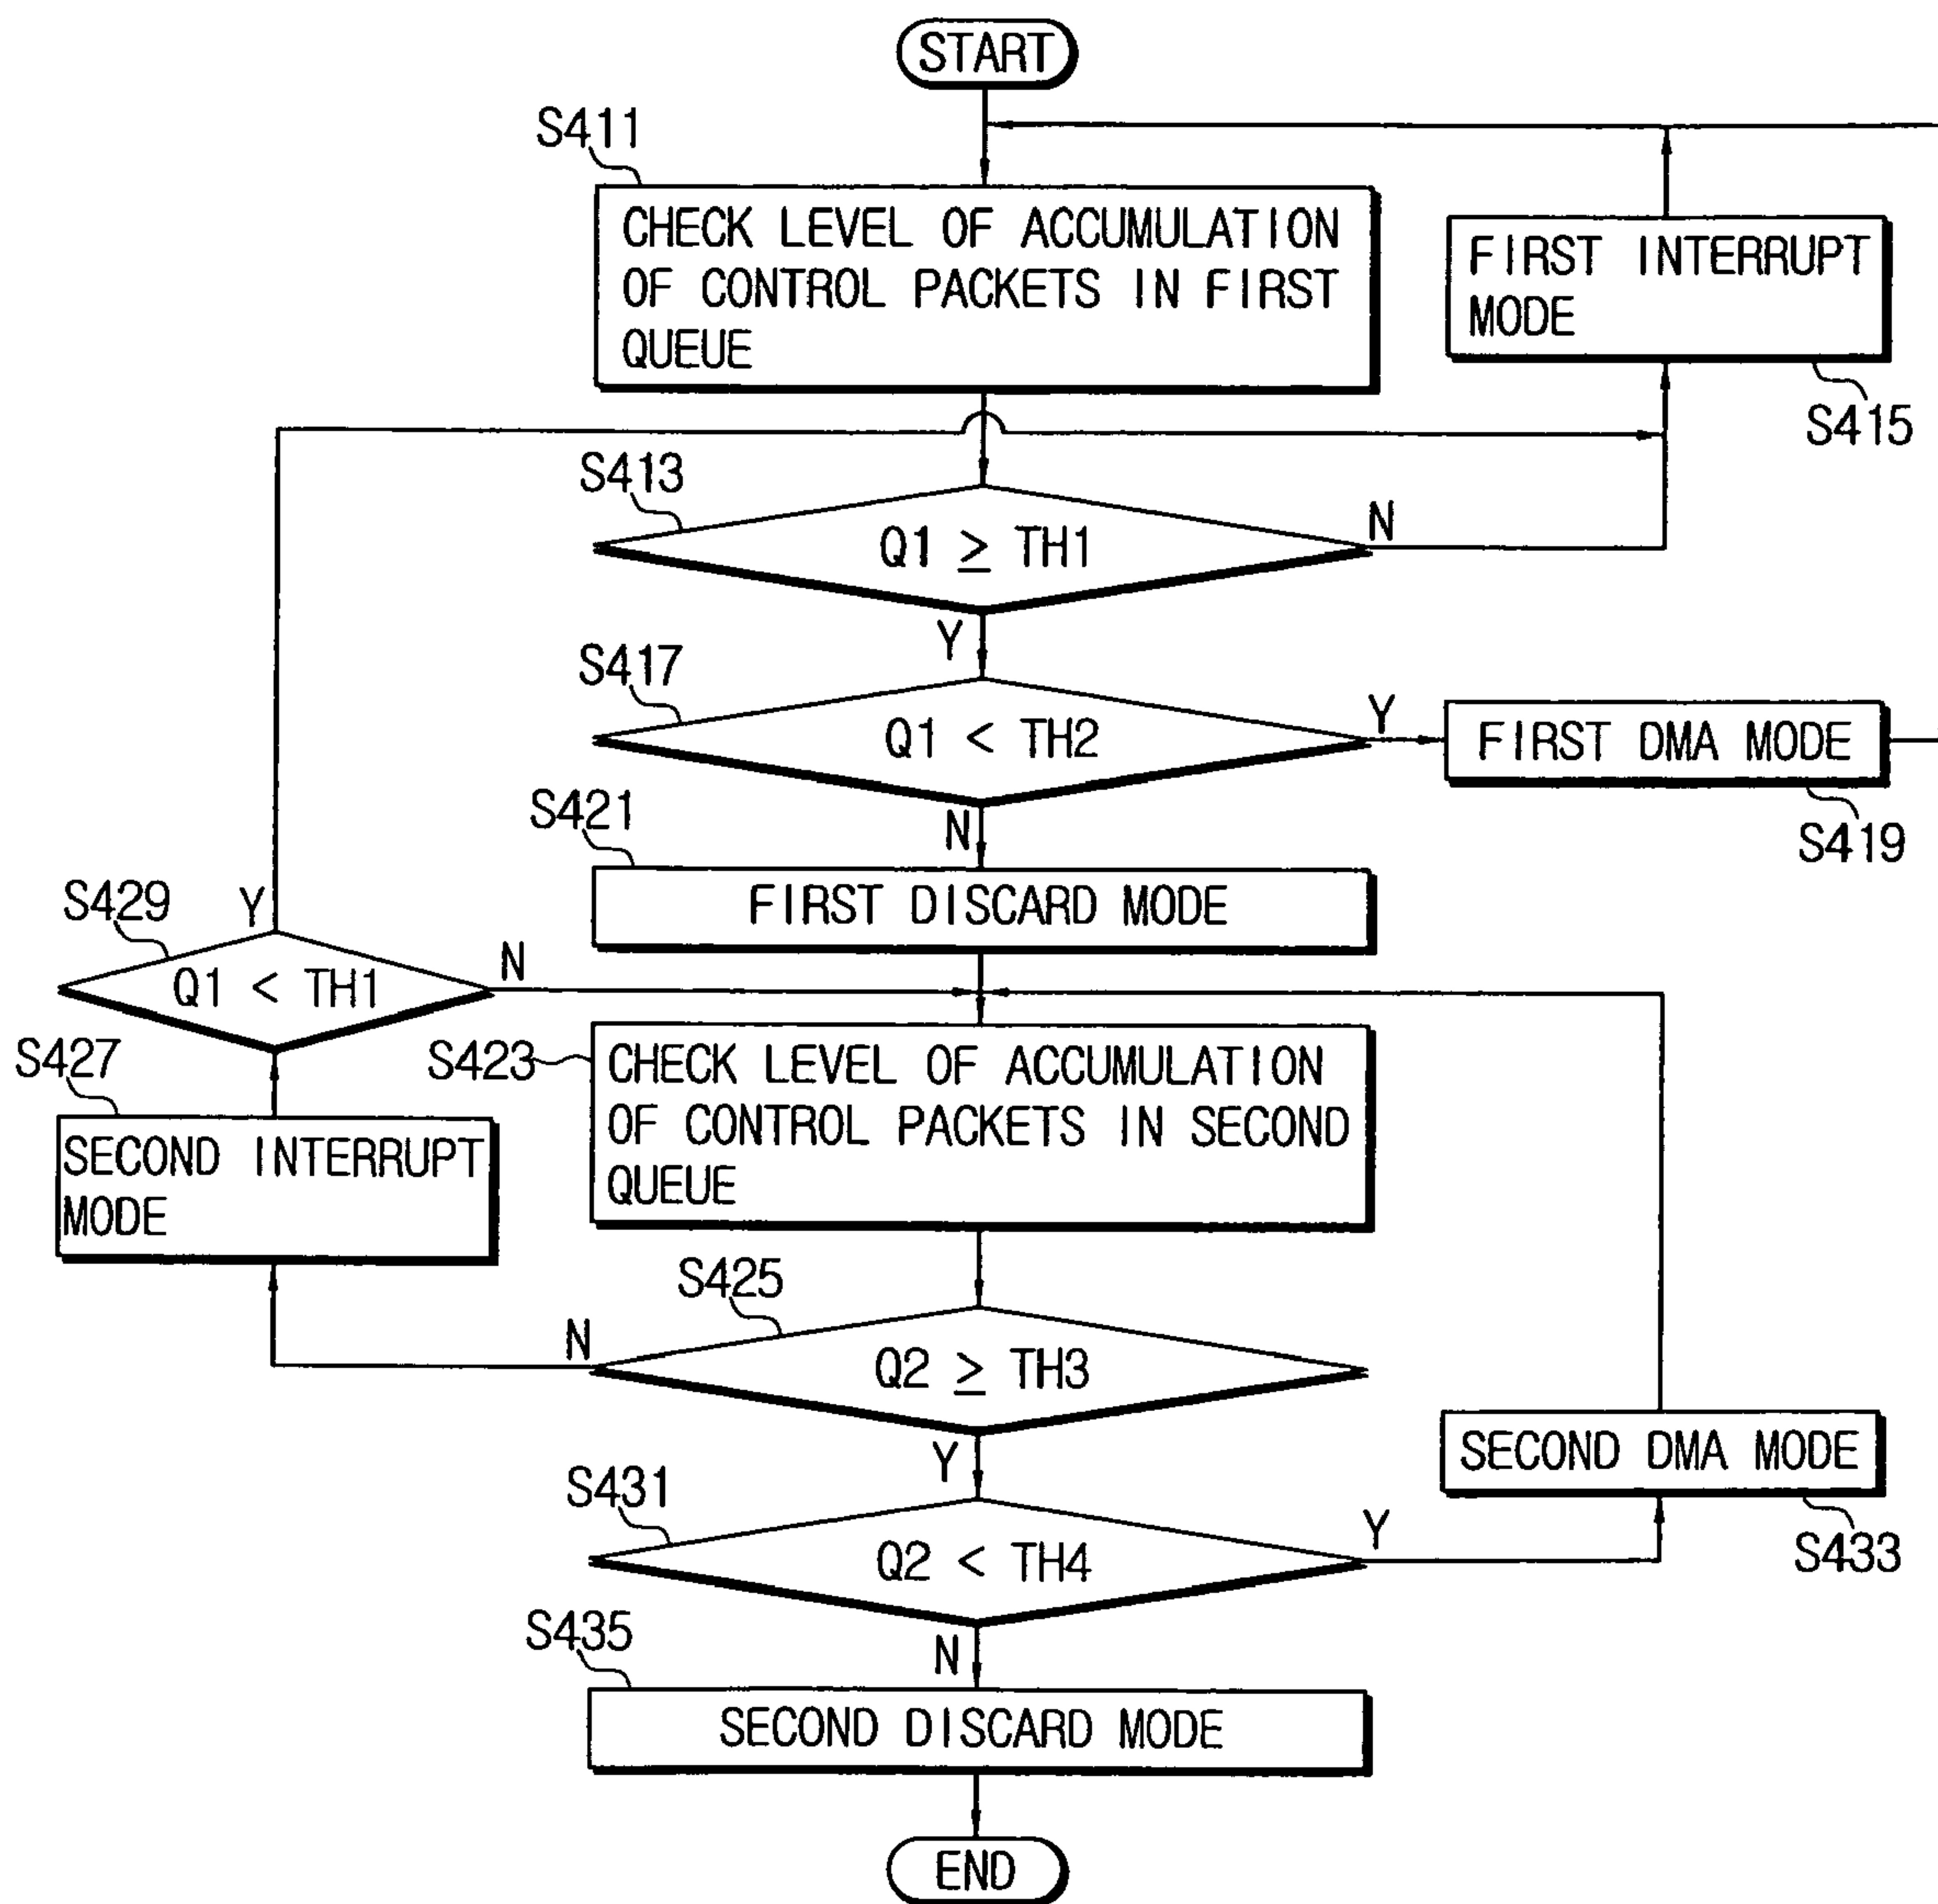 START
S411
CHECK LEVEL OF ACCUMULATION
OF CONTROL PACKETS IN FIRST
QUEUE
FIRST INTERRUPT
MODE
S415
S413
Q1 ≥ TH1
N
Y
S417
Q1 < TH2
Y
FIRST DMA MODE
S419
N
S421
FIRST DISCARD MODE
S429
Y
Q1 < TH1
N
S427
SECOND INTERRUPT
MODE
S423
CHECK LEVEL OF ACCUMULATION
OF CONTROL PACKETS IN SECOND
QUEUE
S425
N
Q2 ≥ TH3
Y
SECOND DMA MODE
S433
S431
Q2 < TH4
Y
N
S435
SECOND DISCARD MODE
END